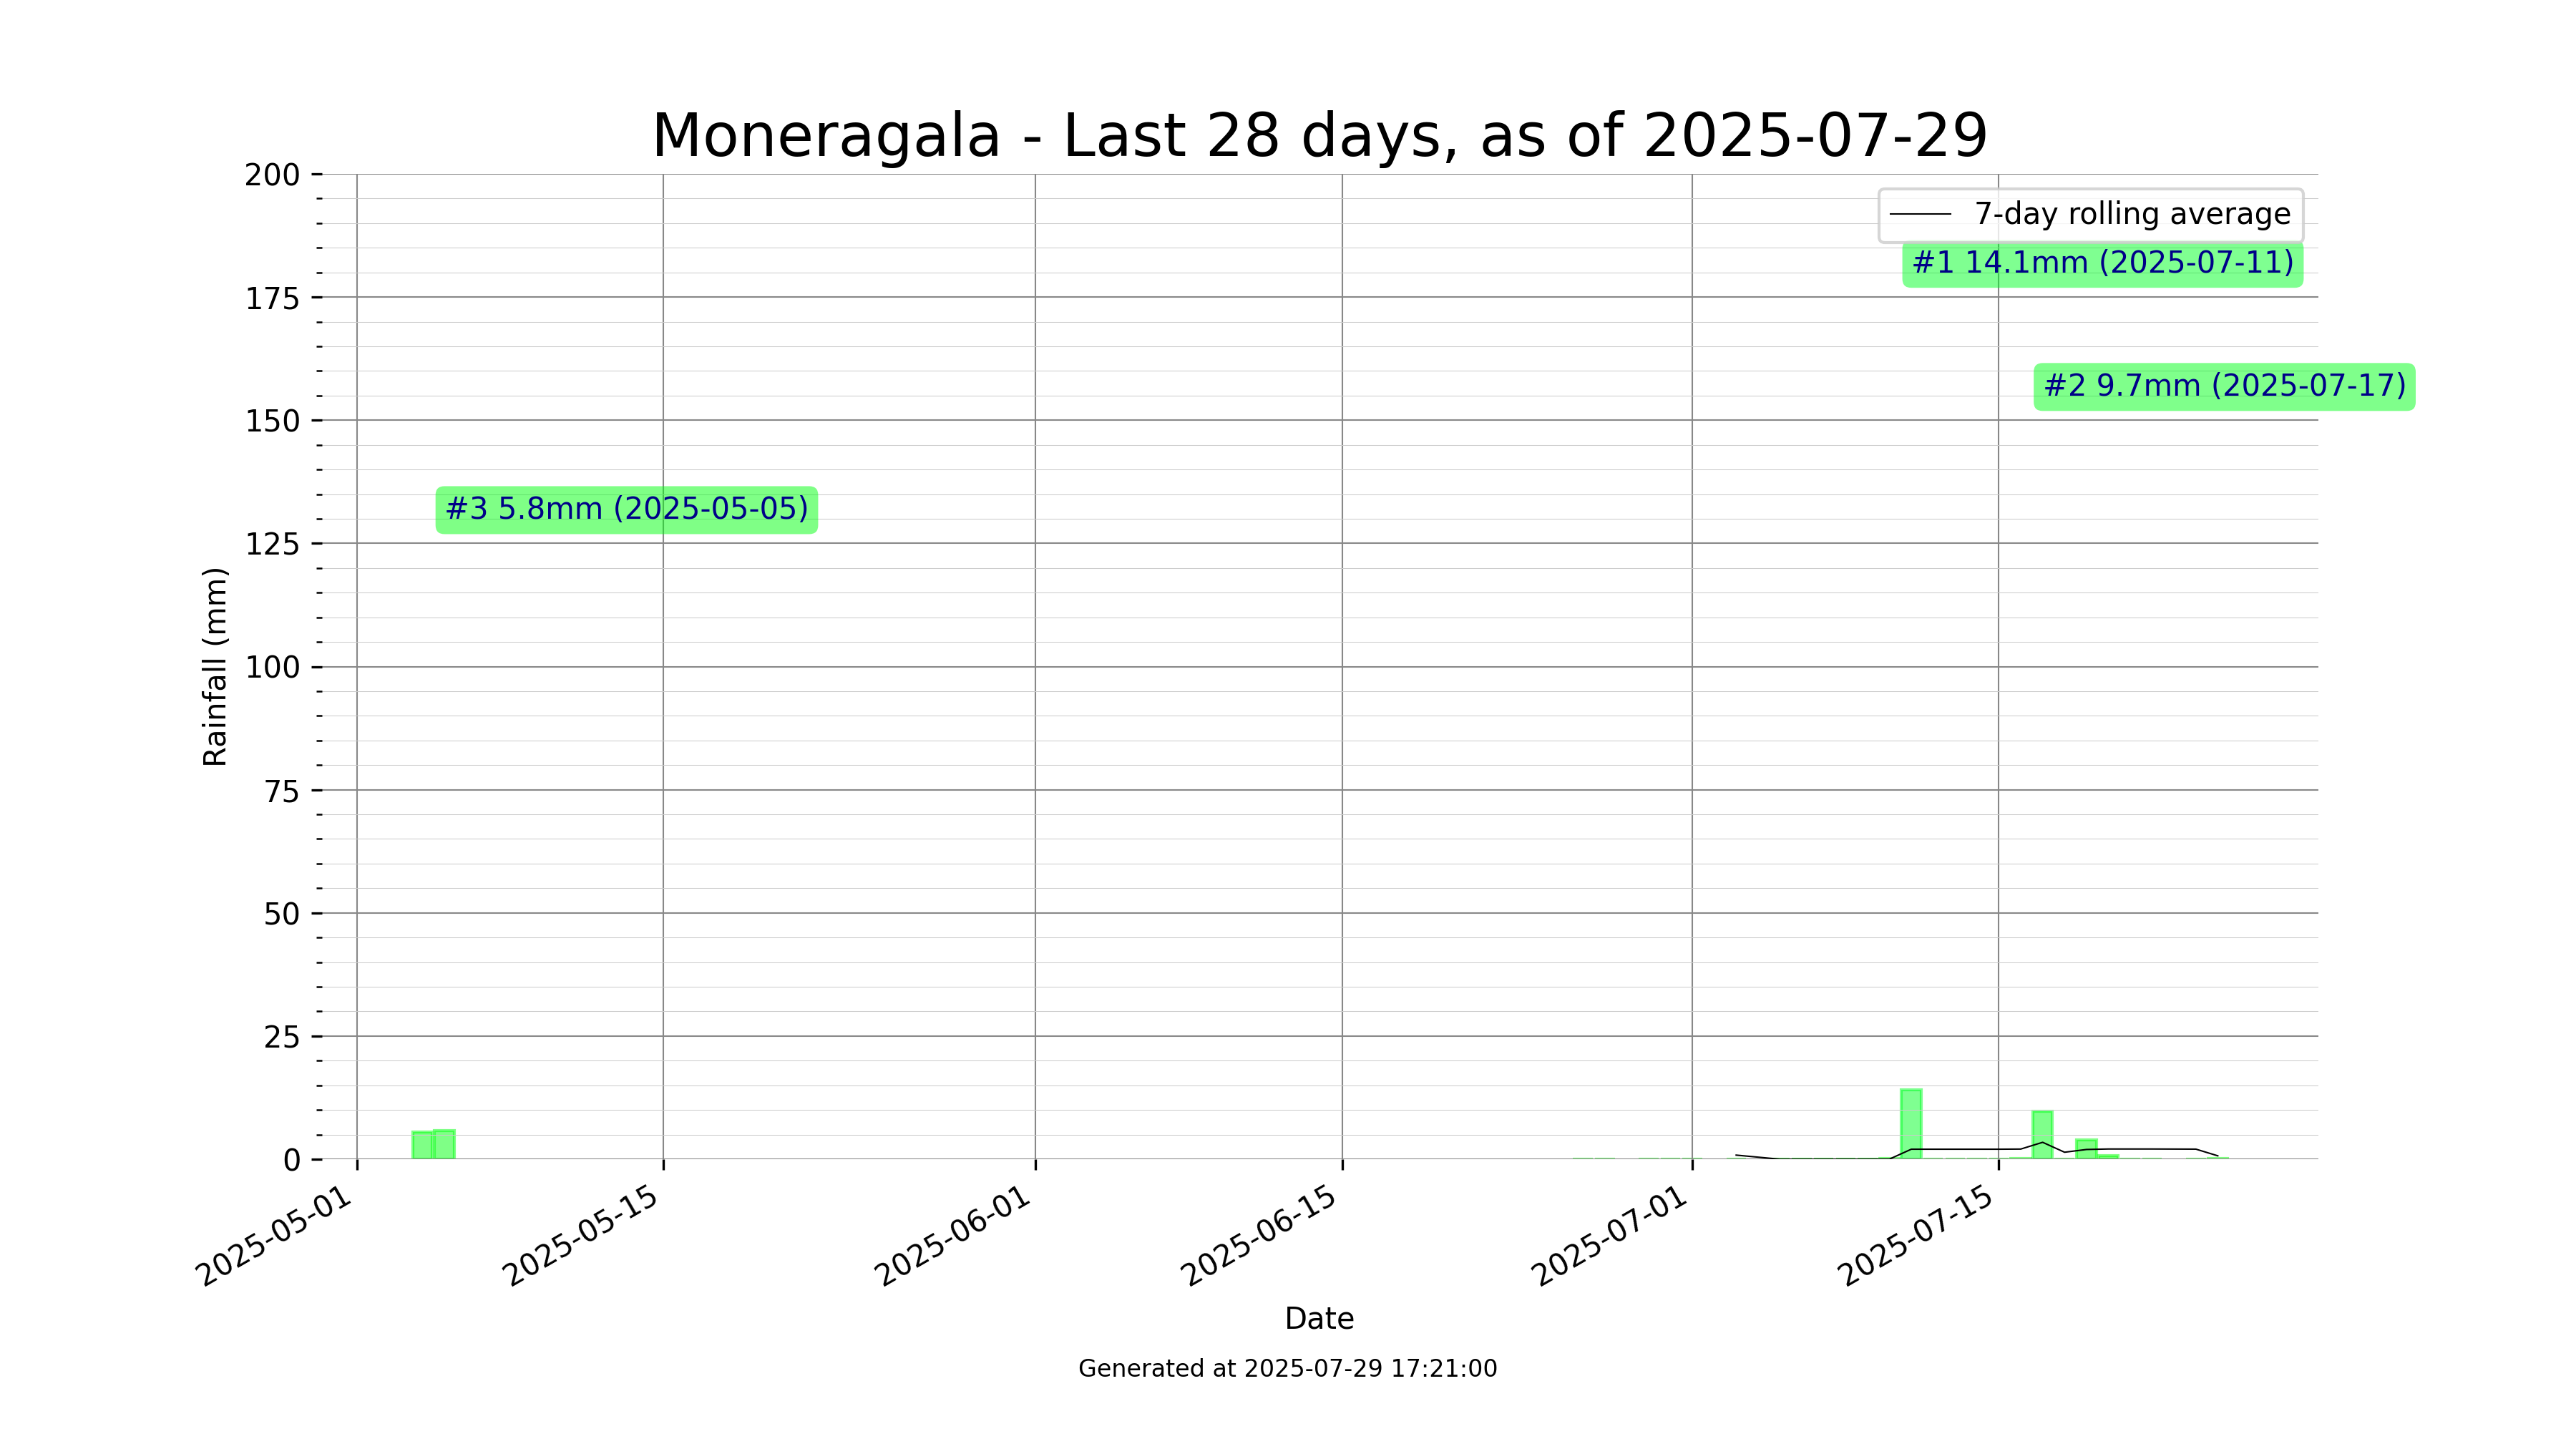 Moneragala - Last 28 days, as of 2025-07-29
200
175
150
125
100
75
50
25
0
Rainfall (mm)
7-day rolling average
#1 14.1mm (2025-07-11)
#2 9.7mm (2025-07-17)
#3 5.8mm (2025-05-05)
2025-05-01
2025-05-15
2025-06-01
2025-06-15
2025-07-01
2025-07-15
Date
Generated at 2025-07-29 17:21:00